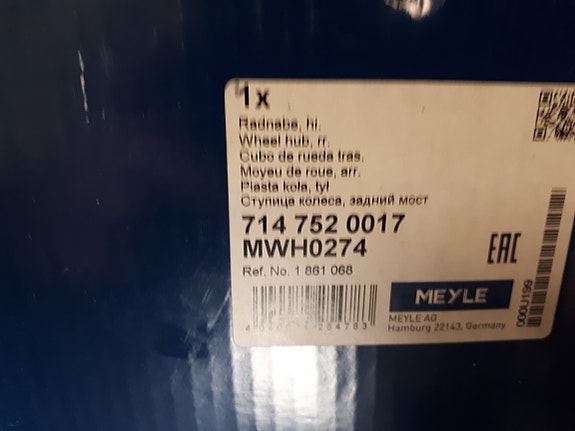 1x
Radnabe, hi.
Wheel hub, rr.
Cubo de rueda tras.
Moyeu de roue, arr.
Piasta koła, tył
Ступица колеса, задний мост
714 752 0017
MWH0274
EAC
Ref. No. 1 861 068
MEYLE
MEYLE AG
Hamburg 22143, Germany
000U199